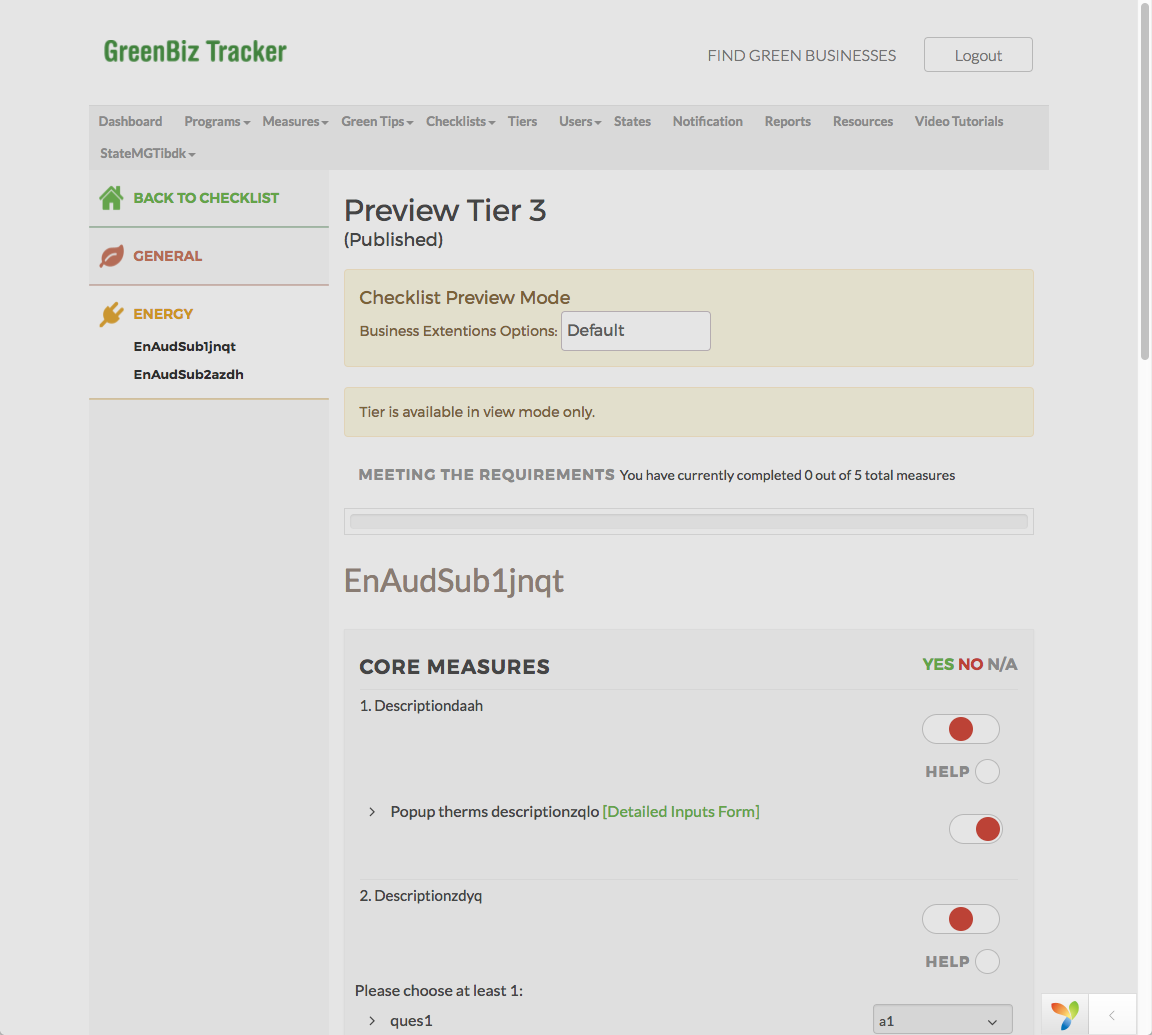 GreenBiz Tracker
FIND GREEN BUSINESSES
Logout
Dashboard Programs Measures Green Tips Checklists Tiers Users States Notification Reports Resources Video Tutorials
StateMGTibdk
BACK TO CHECKLIST
GENERAL
ENERGY
EnAudSub1jnqt
EnAudSub2azdh
Preview Tier 3
(Published)
Checklist Preview Mode
Business Extentions Options: Default
Tier is available in view mode only.
MEETING THE REQUIREMENTS You have currently completed 0 out of 5 total measures
EnAudSub1jnqt
CORE MEASURES YES NO N/A
1. Descriptiondaah
HELP
Popup therms descriptionzqlo [Detailed Inputs Form]
2. Descriptionzdyq
HELP
Please choose at least 1:
ques1 a1